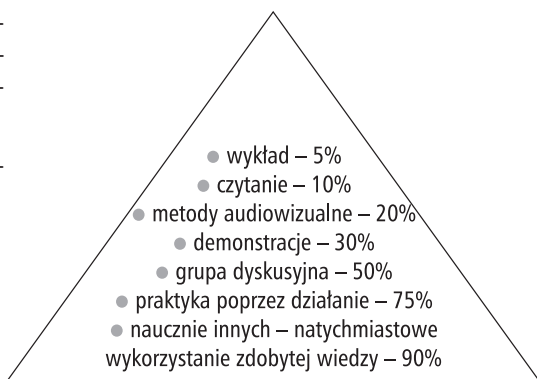 ● wykład – 5%
● czytanie – 10%
● metody audiowizualne – 20%
● demonstracje – 30%
● grupa dyskusyjna – 50%
● praktyka poprzez działanie – 75%
● naucznie innych – natychmiastowe
wykorzystanie zdobytej wiedzy – 90%